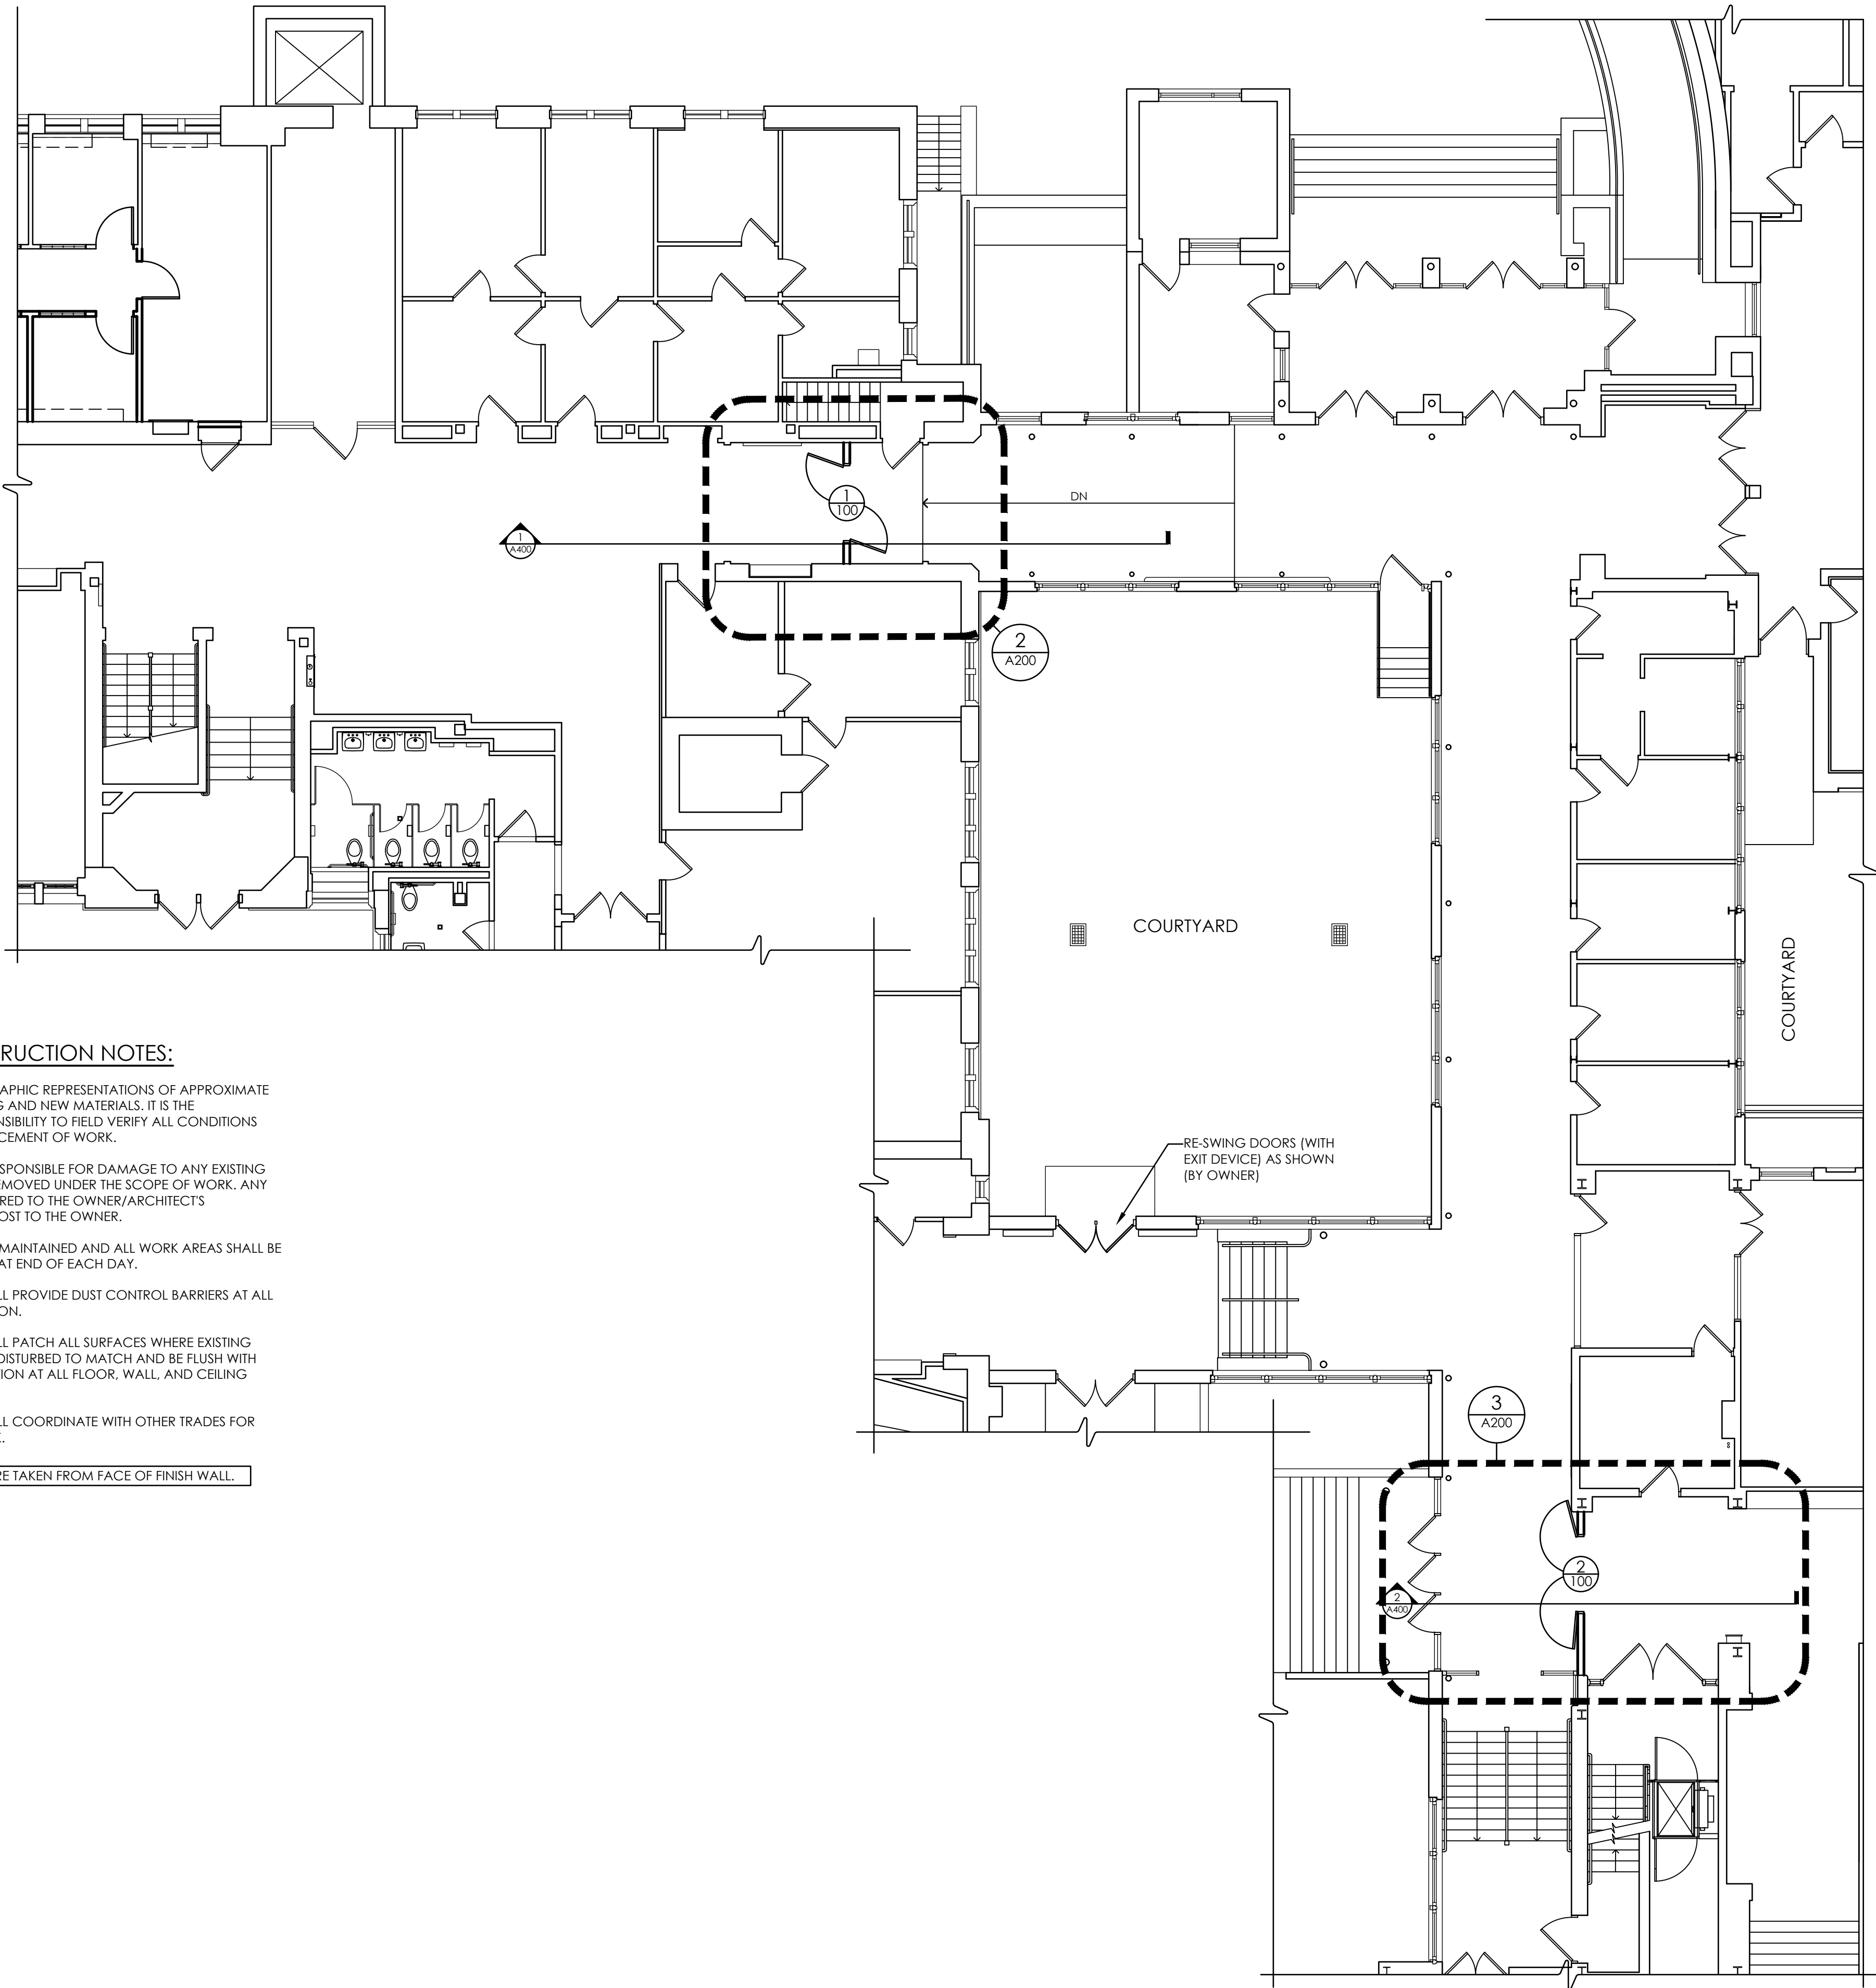 DN
1
100
1
A400
2
A200
COURTYARD
COURTYARD
RE-SWING DOORS (WITH
EXIT DEVICE) AS SHOWN
(BY OWNER)
3
A200
2
100
2
A400
RUCTION NOTES:
APHIC REPRESENTATIONS OF APPROXIMATE
G AND NEW MATERIALS. IT IS THE
NSIBILITY TO FIELD VERIFY ALL CONDITIONS
CEMENT OF WORK.
SPONSIBLE FOR DAMAGE TO ANY EXISTING
EMOVED UNDER THE SCOPE OF WORK. ANY
RED TO THE OWNER/ARCHITECT'S
OST TO THE OWNER.
MAINTAINED AND ALL WORK AREAS SHALL BE
AT END OF EACH DAY.
LL PROVIDE DUST CONTROL BARRIERS AT ALL
ON.
LL PATCH ALL SURFACES WHERE EXISTING
DISTURBED TO MATCH AND BE FLUSH WITH
TION AT ALL FLOOR, WALL, AND CEILING
LL COORDINATE WITH OTHER TRADES FOR
RE TAKEN FROM FACE OF FINISH WALL.